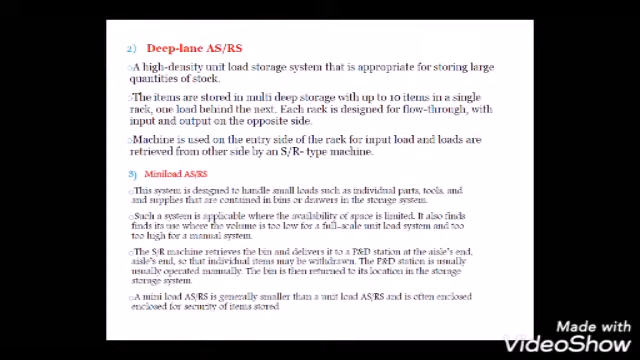 2) Deep-lane AS/RS
A high-density unit load storage system that is appropriate for storing large
quantities of stock.
The items are stored in multi deep storage with up to 10 items in a single
rack, one load behind the next. Each rack is designed for flow-through, with
input and output on the opposite side.
Machine is used on the entry side of the rack for input load and loads are
retrieved from other side by an S/R- type machine.
3) Miniload AS/RS
This system is designed to handle small loads such as individual parts, tools, and
and supplies that are contained in bins or drawers in the storage system.
Such a system is applicable where the availability of space is limited. It also finds
finds its use where the volume is too low for a full-scale unit load system and too
too high for a manual system.
The S/R machine retrieves the bin and delivers it to a P&D station at the aisle's end,
aisle's end, so that individual items may be withdrawn. The P&D station is usually
usually operated manually. The bin is then returned to its location in the storage
storage system.
A mini load AS/RS is generally smaller than a unit load AS/RS and is often enclosed
enclosed for security of items stored
Made with
VideoShow